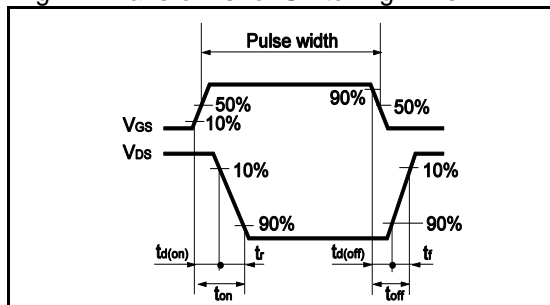 Pulse width
90%
50%
50%
10%
VGS
VDS
10%
10%
90%
90%
td(on)
tr
td(off)
tf
ton
toff